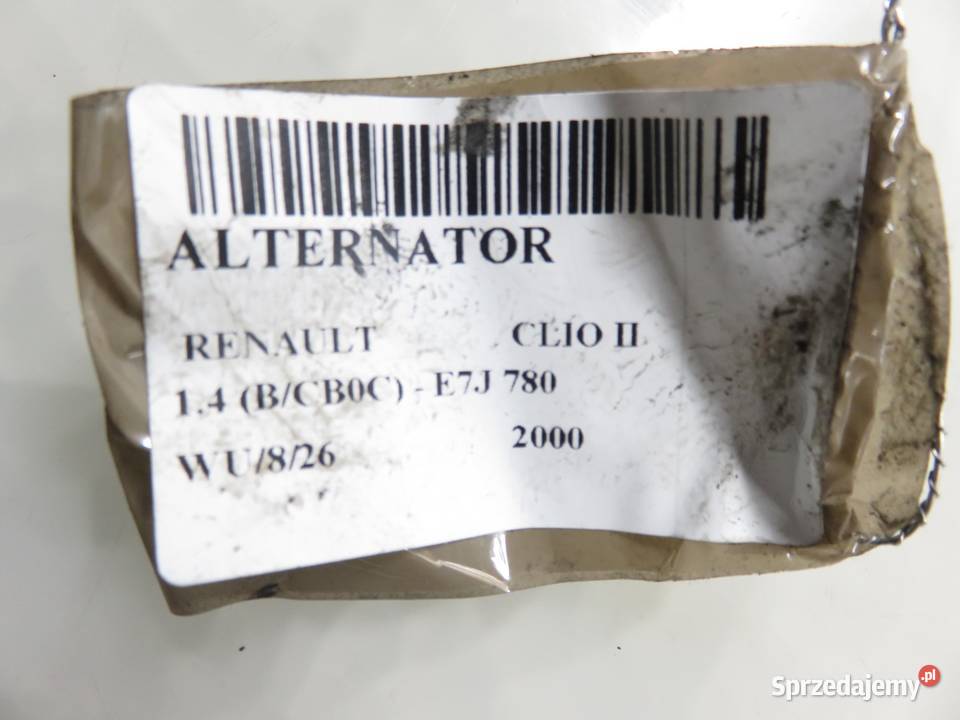 ALTERNATOR
RENAULT CLIO II
1.4 (B/CB0C) - E7J 780
WU/8/26 2000
Sprzedajemy.pl